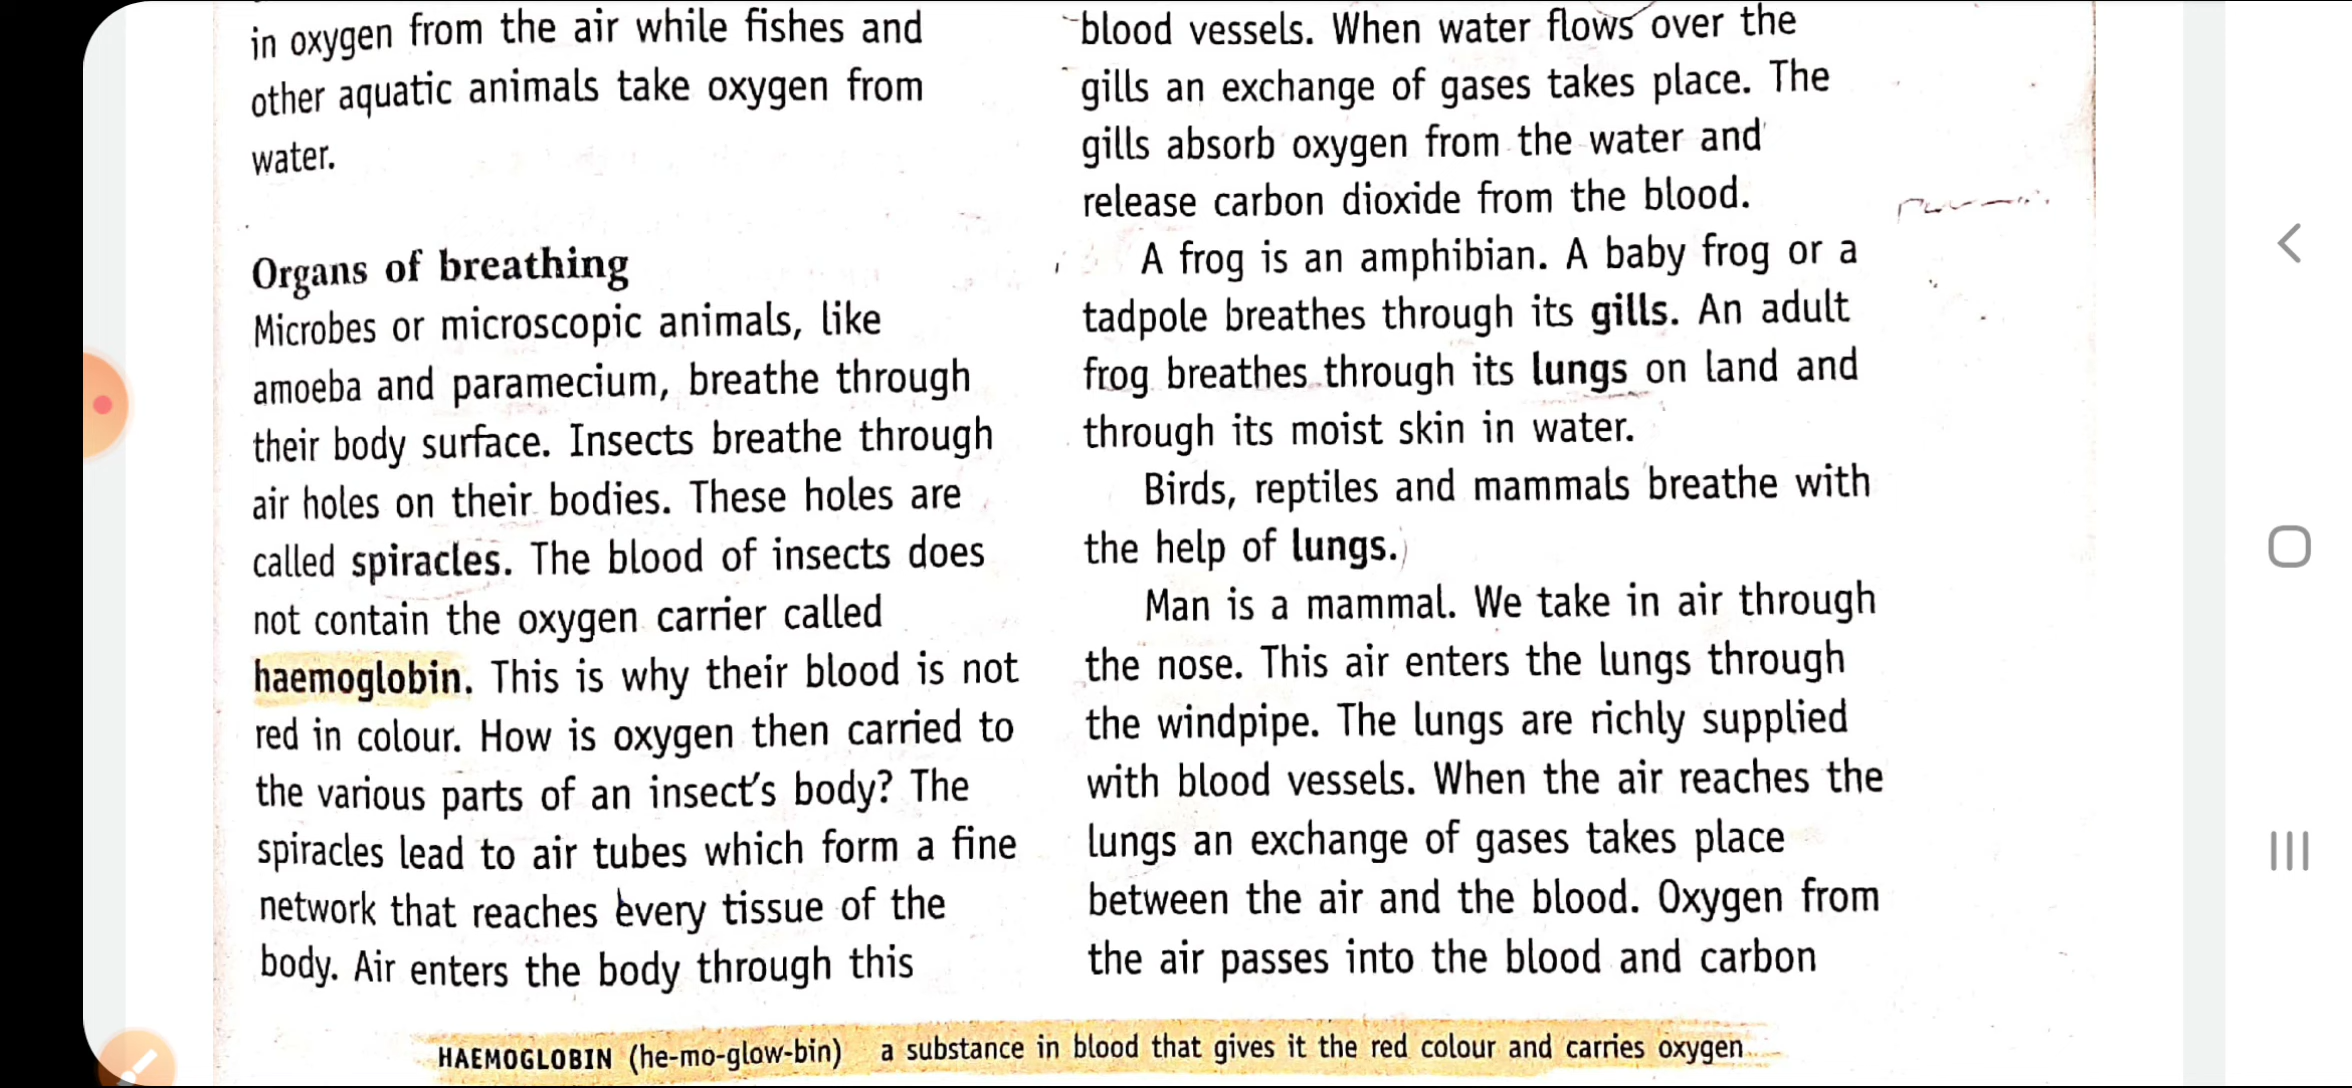 in oxygen from the air while fishes and
other aquatic animals take oxygen from
water.
Organs of breathing
Microbes or microscopic animals, like
amoeba and paramecium, breathe through
their body surface. Insects breathe through
air holes on their bodies. These holes are
called spiracles. The blood of insects does
not contain the oxygen carrier called
haemoglobin. This is why their blood is not
red in colour. How is oxygen then carried to
the various parts of an insect's body? The
spiracles lead to air tubes which form a fine
network that reaches every tissue of the
body. Air enters the body through this
blood vessels. When water flows over the
gills an exchange of gases takes place. The
gills absorb oxygen from the water and
release carbon dioxide from the blood.
A frog is an amphibian. A baby frog or a
tadpole breathes through its gills. An adult
frog breathes through its lungs on land and
through its moist skin in water.
Birds, reptiles and mammals breathe with
the help of lungs.
Man is a mammal. We take in air through
the nose. This air enters the lungs through
the windpipe. The lungs are richly supplied
with blood vessels. When the air reaches the
lungs an exchange of gases takes place
between the air and the blood. Oxygen from
the air passes into the blood and carbon
HAEMOGLOBIN (he-mo-glow-bin) a substance in blood that gives it the red colour and carries oxygen